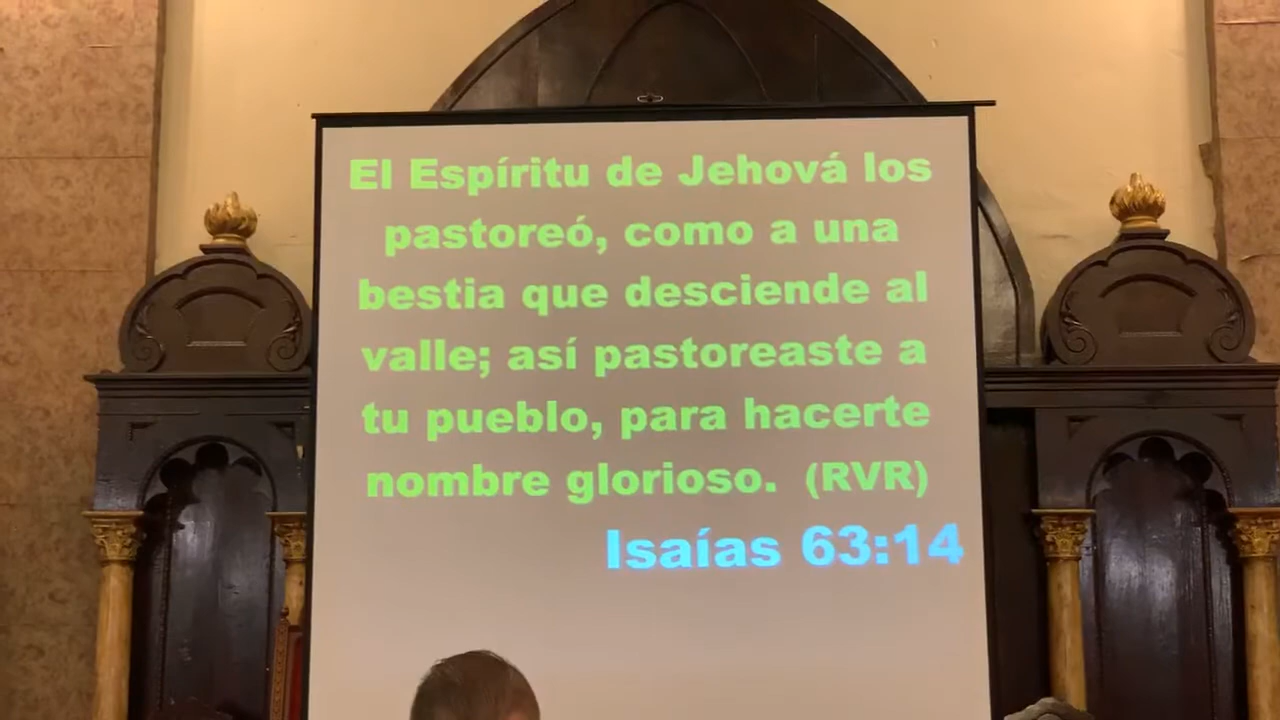 El Espíritu de Jehová los
pastoreó, como a una
bestia que desciende al
valle; así pastoreaste a
tu pueblo, para hacerte
nombre glorioso. (RVR)
Isaías 63:14